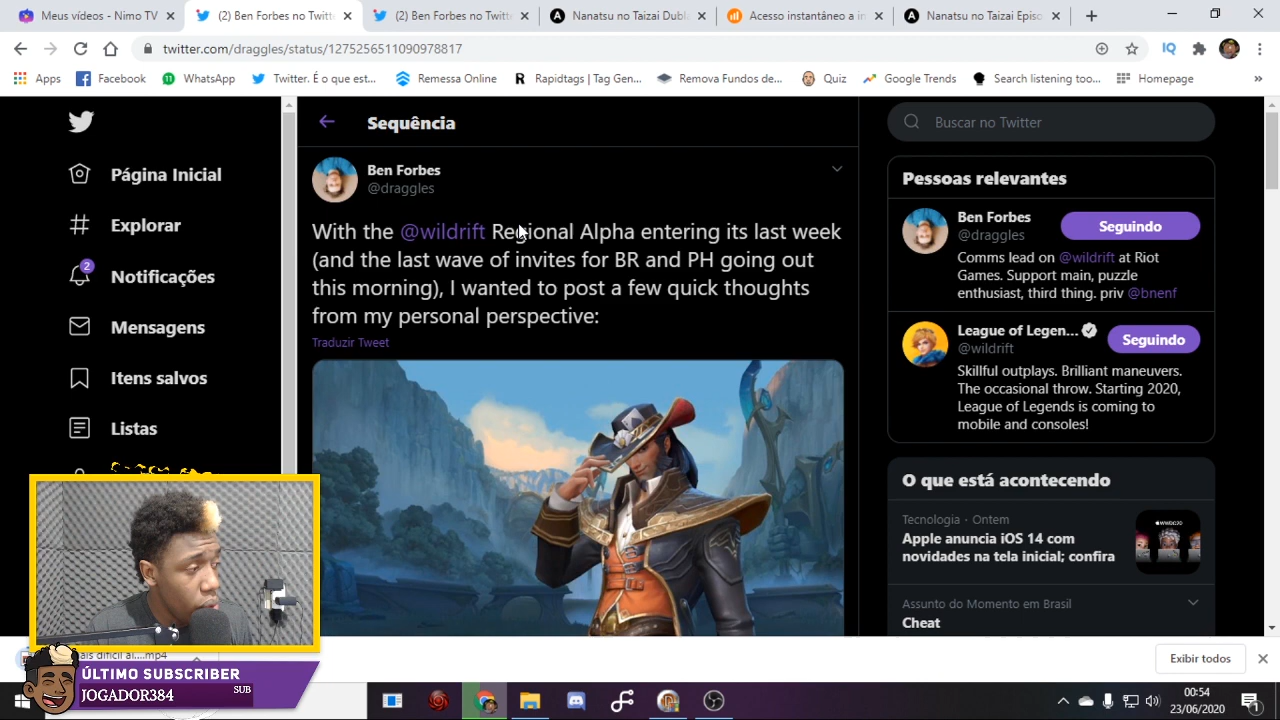 Meus vídeos - Nimo TV
(2) Ben Forbes no Twitt
(2) Ben Forbes no Twitt
Nanatsu no Taizai Dubl
Acesso instantâneo a in
Nanatsu no Taizai Episo
twitter.com/draggles/status/1275256511090978817
Apps
Facebook
WhatsApp
Twitter. É o que est...
Remessa Online
Rapidtags | Tag Gen...
Remova Fundos de...
Quiz
Google Trends
Search listening too...
Homepage
Página Inicial
Explorar
2
Notificações
Mensagens
Itens salvos
Listas
Sequência
Ben Forbes
@draggles
With the @wildrift Regional Alpha entering its last week
(and the last wave of invites for BR and PH going out
this morning), I wanted to post a few quick thoughts
from my personal perspective:
Traduzir Tweet
Buscar no Twitter
Pessoas relevantes
Ben Forbes
@draggles
Seguindo
Comms lead on @wildrift at Riot
Games. Support main, puzzle
enthusiast, third thing. priv @bnenf
League of Legen...
@wildrift
Seguindo
Skillful outplays. Brilliant maneuvers.
The occasional throw. Starting 2020,
League of Legends is coming to
mobile and consoles!
O que está acontecendo
Tecnologia · Ontem
Apple anuncia iOS 14 com
novidades na tela inicial; confira
WWDC20
Assunto do Momento em Brasil
Cheat
ais dificil al....mp4
Exibir todos
ÚLTIMO SUBSCRIBER
JOGADOR384
SUB
00:54
23/06/2020
1